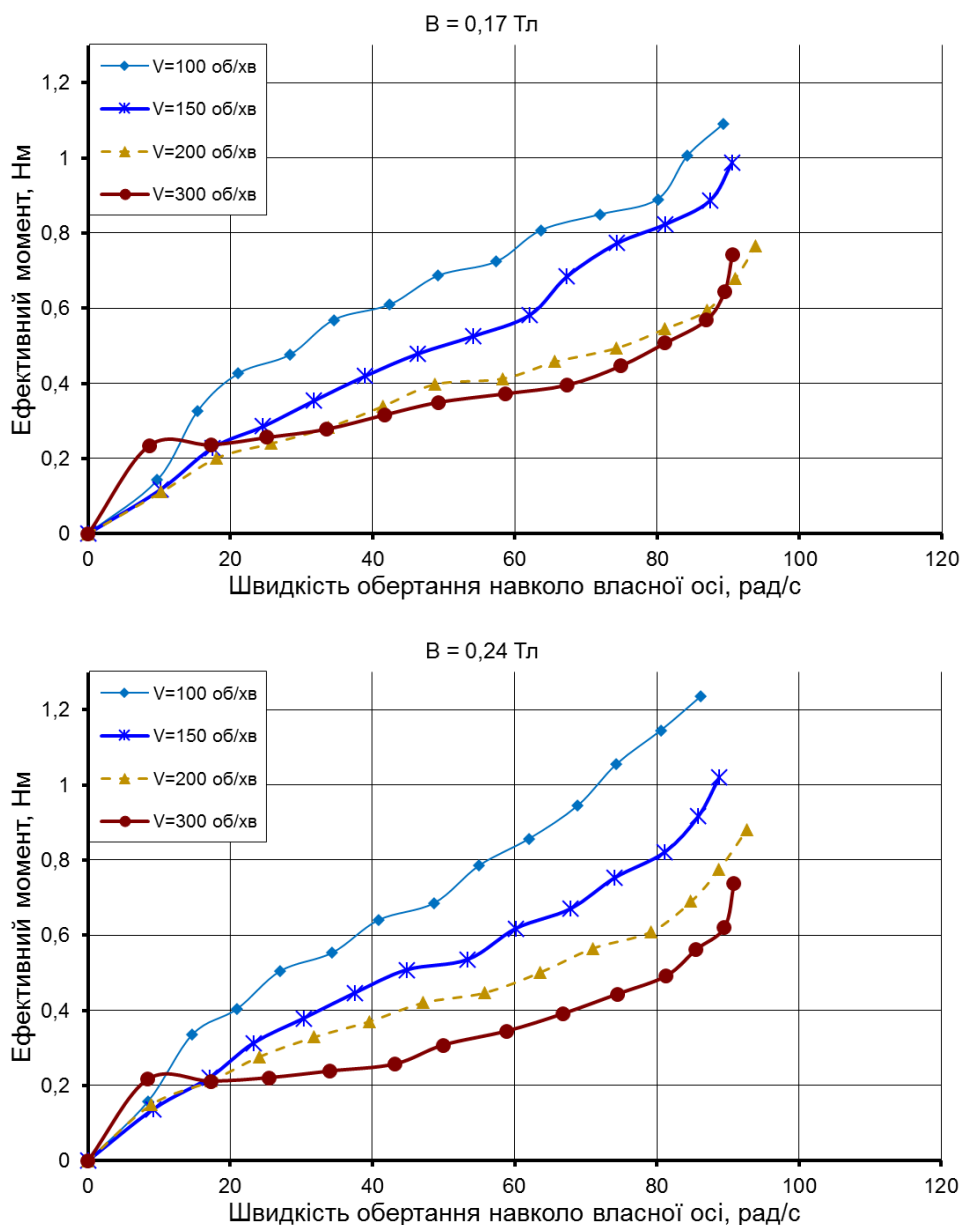 B = 0,17 Тл
1,2
1
0,8
0,6
0,4
0,2
0
Ефективний момент, Нм
V=100 об/хв
V=150 об/хв
V=200 об/хв
V=300 об/хв
0 20 40 60 80 100 120
Швидкість обертання навколо власної осі, рад/с
B = 0,24 Тл
1,2
1
0,8
0,6
0,4
0,2
0
Ефективний момент, Нм
V=100 об/хв
V=150 об/хв
V=200 об/хв
V=300 об/хв
0 20 40 60 80 100 120
Швидкість обертання навколо власної осі, рад/с